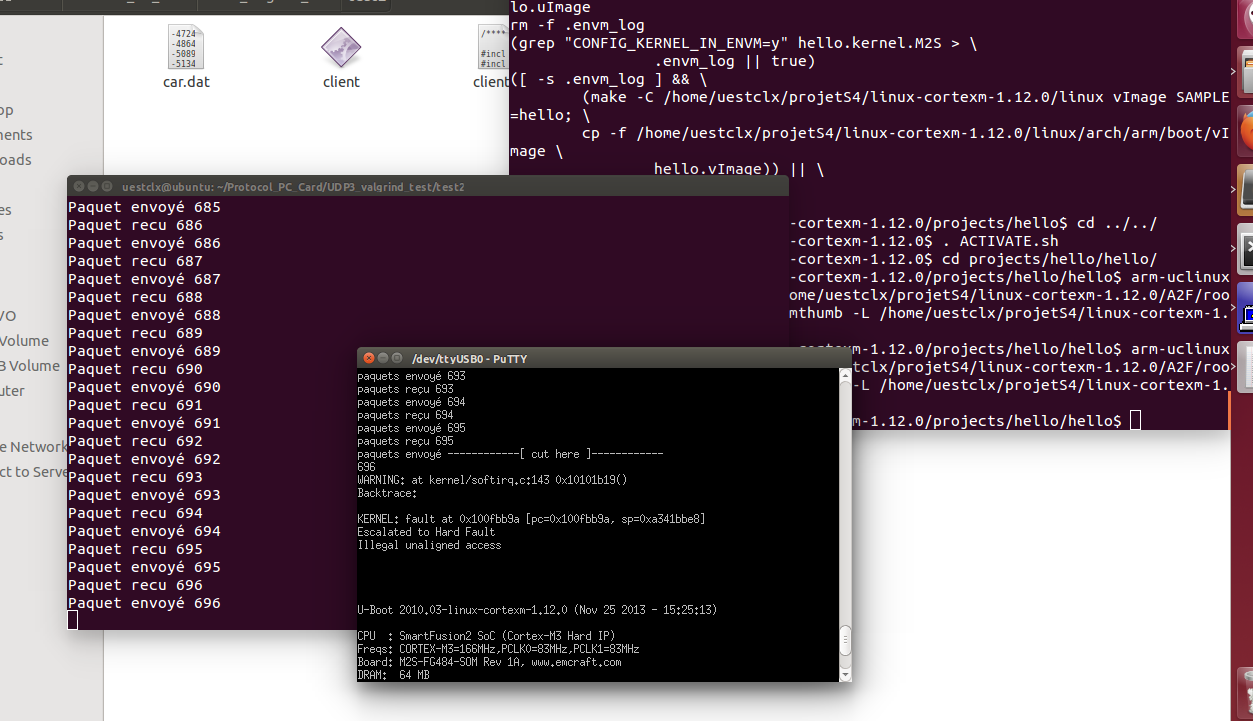 lo.uImage
rm -f .envm_log
(grep "CONFIG_KERNEL_IN_ENVM=y" hello.kernel.M2S > \
.envm_log || true)
([ -s .envm_log ] && \
(make -C /home/uestclx/projetS4/linux-cortexm-1.12.0/linux vImage SAMPLE
=hello; \
cp -f /home/uestclx/projetS4/linux-cortexm-1.12.0/linux/arch/arm/boot/vI
mage \
hello.vImage)) || \
-cortexm-1.12.0/projects/hello$ cd ../../
-cortexm-1.12.0$ . ACTIVATE.sh
-cortexm-1.12.0$ cd projects/hello/hello/
-cortexm-1.12.0/projects/hello/hello$ arm-uclinux
ome/uestclx/projetS4/linux-cortexm-1.12.0/A2F/roo
mthumb -L /home/uestclx/projetS4/linux-cortexm-1.
-cortexm-1.12.0/projects/hello/hello$ arm-uclinux
tclx/projetS4/linux-cortexm-1.12.0/A2F/roo
-L /home/uestclx/projetS4/linux-cortexm-1.
m-1.12.0/projects/hello/hello$
-4724
-4864
-5089
-5134
car.dat
client
/****
#incl
#incl
client
op
ments
oads
es
s
VO
Volume
B Volume
uter
e Network
ct to Serve
uestclx@ubuntu: ~/Protocol_PC_Card/UDP3_valgrind_test/test2
Paquet envoyé 685
Paquet recu 686
Paquet envoyé 686
Paquet recu 687
Paquet envoyé 687
Paquet recu 688
Paquet envoyé 688
Paquet recu 689
Paquet envoyé 689
Paquet recu 690
Paquet envoyé 690
Paquet recu 691
Paquet envoyé 691
Paquet recu 692
Paquet envoyé 692
Paquet recu 693
Paquet envoyé 693
Paquet recu 694
Paquet envoyé 694
Paquet recu 695
Paquet envoyé 695
Paquet recu 696
Paquet envoyé 696
/dev/ttyUSB0 - PuTTY
paquets envoyé 693
paquets reçu 693
paquets envoyé 694
paquets reçu 694
paquets envoyé 695
paquets reçu 695
paquets envoyé ------------[ cut here ]------------
696
WARNING: at kernel/softirq.c:143 0x10101b19()
Backtrace:
KERNEL: fault at 0x100fbb9a [pc=0x100fbb9a, sp=0xa341bbe8]
Escalated to Hard Fault
Illegal unaligned access
U-Boot 2010.03-linux-cortexm-1.12.0 (Nov 25 2013 - 15:25:13)
CPU  : SmartFusion2 SoC (Cortex-M3 Hard IP)
Freqs: CORTEX-M3=166MHz,PCLK0=83MHz,PCLK1=83MHz
Board: M2S-FG484-SOM Rev 1A, www.emcraft.com
DRAM:  64 MB